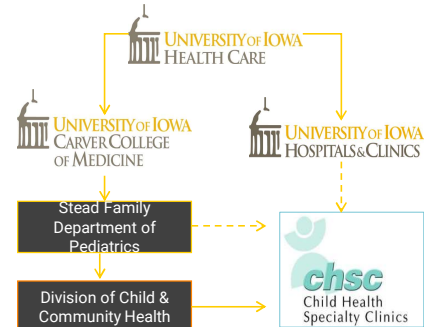 UNIVERSITY OF IOWA
HEALTH CARE
UNIVERSITY OF IOWA
CARVER COLLEGE
OF MEDICINE
UNIVERSITY OF IOWA
HOSPITALS & CLINICS
Stead Family
Department of
Pediatrics
chsc
Child Health
Specialty Clinics
Division of Child &
Community Health